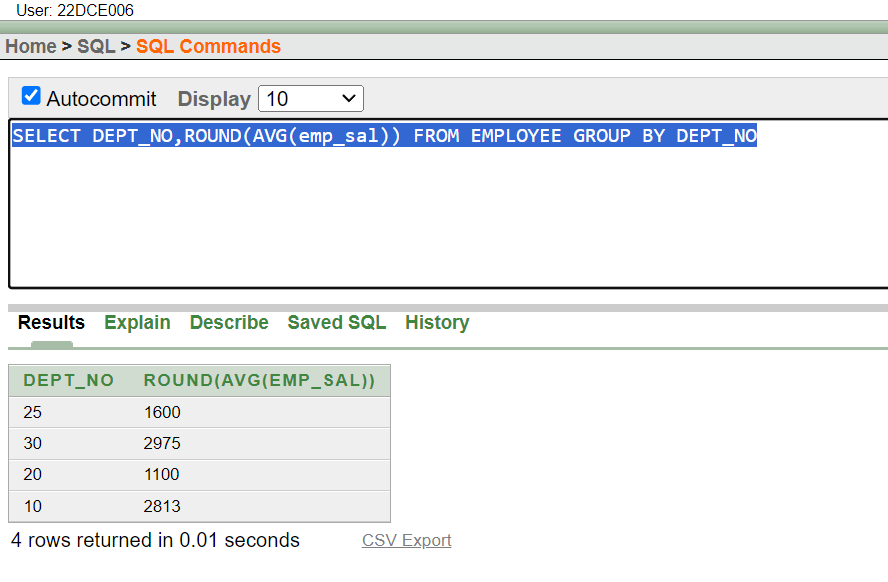 User: 22DCE006
Home > SQL > SQL Commands
Autocommit Display 10
SELECT DEPT_NO,ROUND(AVG(emp_sal)) FROM EMPLOYEE GROUP BY DEPT_NO
Results Explain Describe Saved SQL History
DEPT_NO ROUND(AVG(EMP_SAL))
25 1600
30 2975
20 1100
10 2813
4 rows returned in 0.01 seconds CSV Export